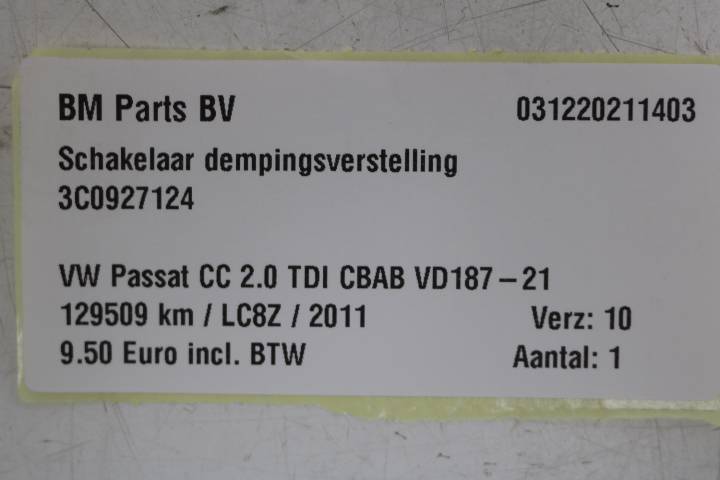 BM Parts BV 031220211403
Schakelaar dempingsverstelling
3C0927124
VW Passat CC 2.0 TDI CBAB VD187-21
129509 km / LC8Z / 2011 Verz: 10
9.50 Euro incl. BTW Aantal: 1